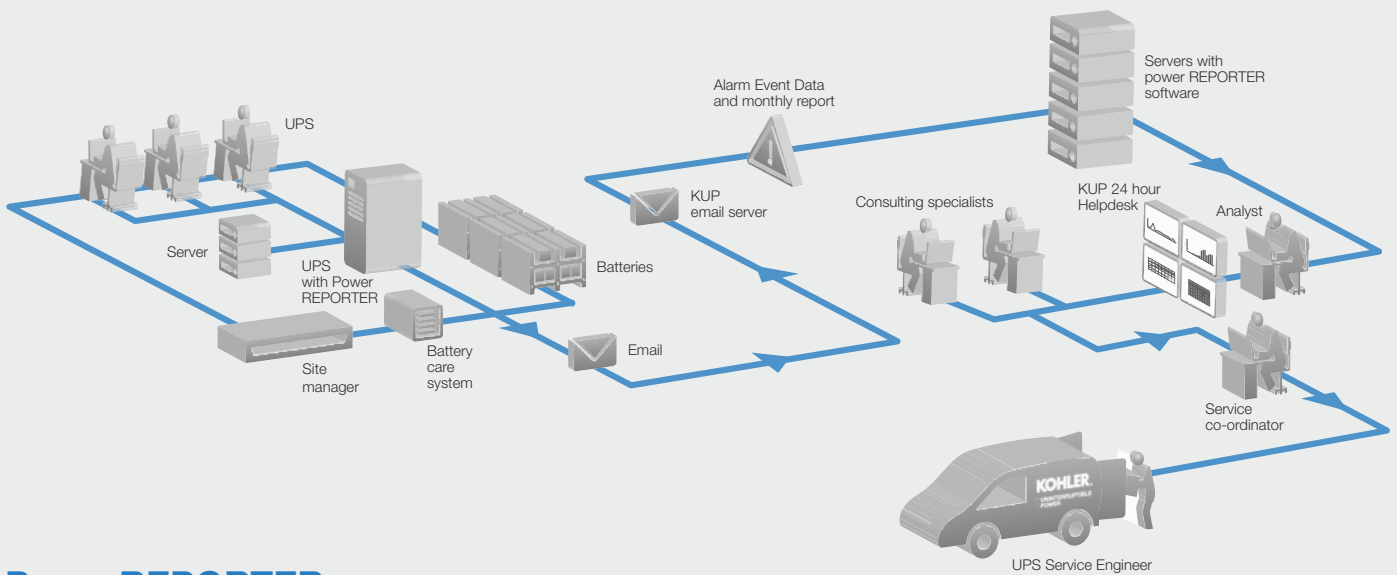 UPS
Server
UPS
with Power
REPORTER
Batteries
Site
manager
Battery
care
system
Email
KUP
email server
Alarm Event Data
and monthly report
Servers with
power REPORTER
software
Consulting specialists
KUP 24 hour
Helpdesk
Analyst
Service
co-ordinator
KOHLER.
UNINTERRUPTIBLE
POWER
UPS Service Engineer
Power REPORTER